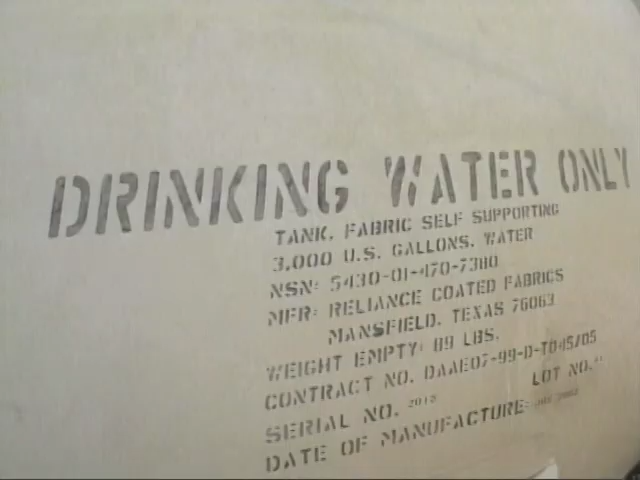 DRINKING WATER ONLY
TANK, FABRIC SELF SUPPORTING
3,000 U.S. GALLONS, WATER
NSN: 5430-01-470-7380
MFR: RELIANCE COATED FABRICS
MANSFIELD, TEXAS 76063
WEIGHT EMPTY: 89 LBS.
CONTRACT NO. DAAE07-99-D-T045/05
SERIAL NO. 2018 LOT NO.
DATE OF MANUFACTURE: